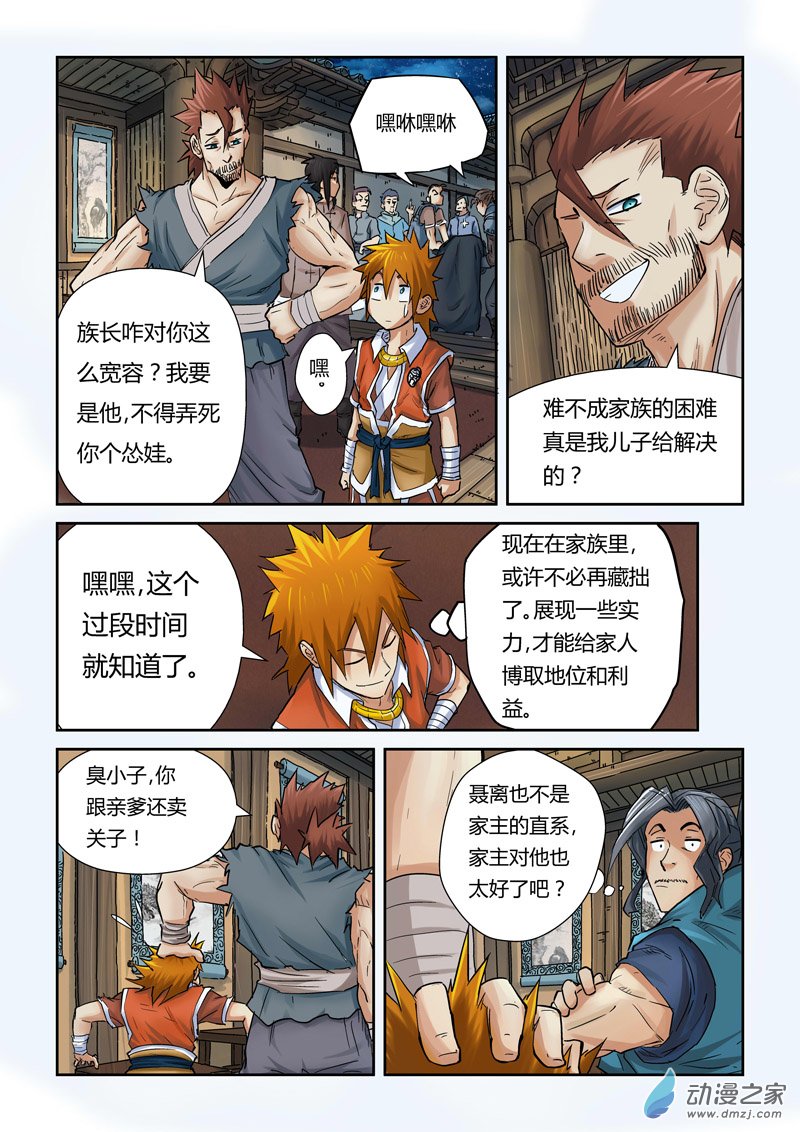 嘿咻嘿咻
族长咋对你这
么宽容？我要
是他，不得弄死
你个怂娃。
嘿。
难不成家族的困难
真是我儿子给解决
的？
嘿嘿，这个
过段时间
就知道了。
现在在家族里，
或许不必再藏拙
了。展现一些实
力，才能给家人
博取地位和利
益。
臭小子，你
跟亲爹还卖
关子！
聂离也不是
家主的直系，
家主对他也
太好了吧？
动漫之家
www.dmzj.com